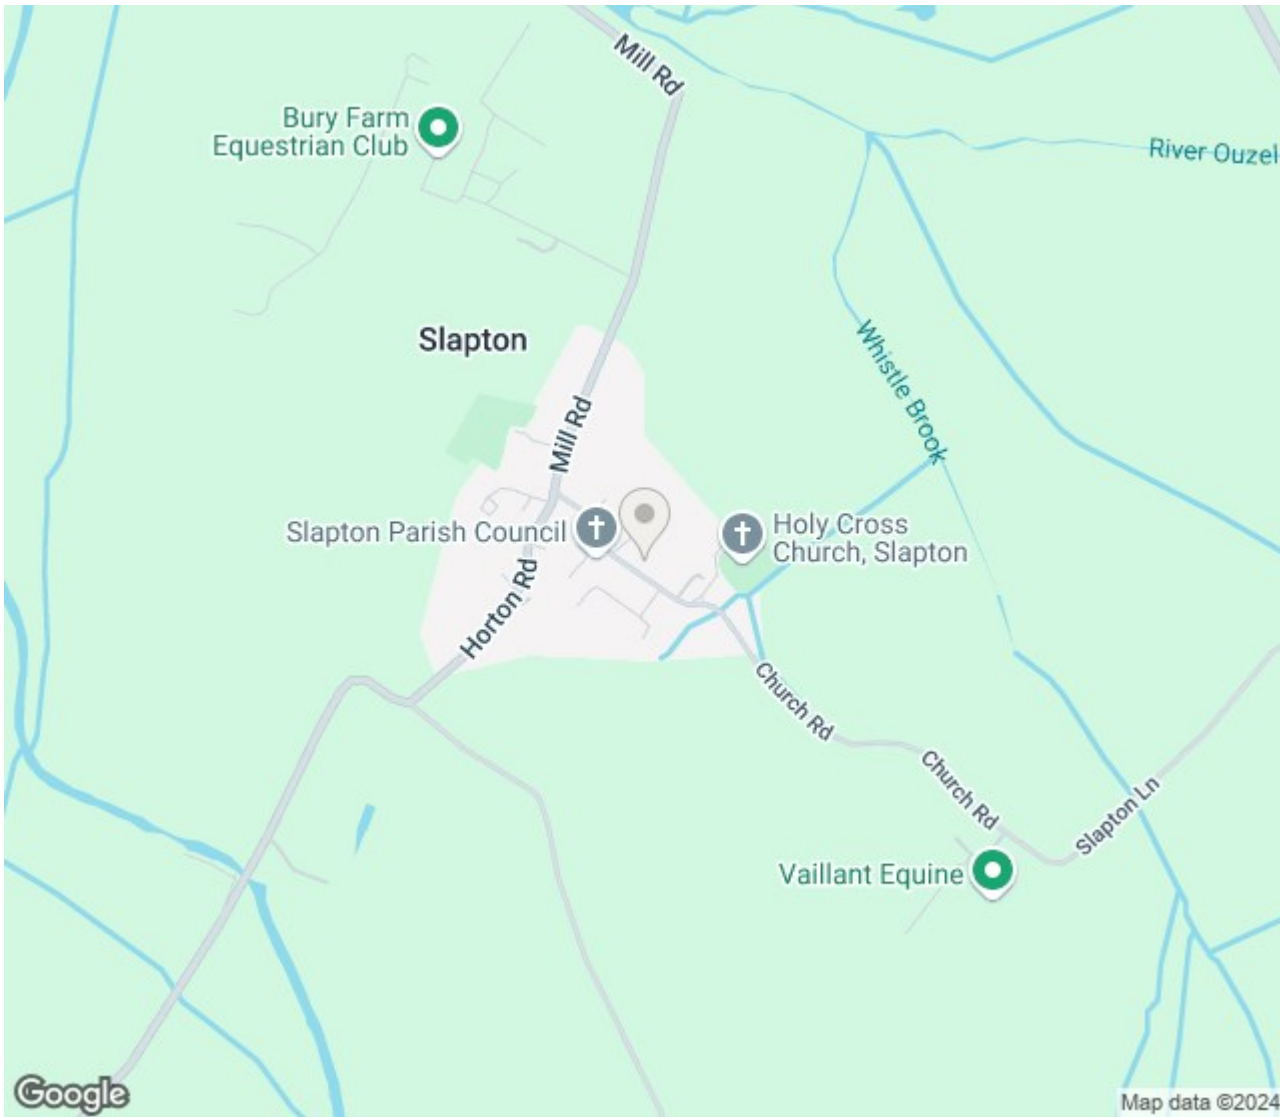 Mill Rd
Bury Farm
Equestrian Club
River Ouzel
Slapton
Whistle Brook
Mill Rd
Slapton Parish Council
Holy Cross
Church, Slapton
Horton Rd
Church Rd
Church Rd
Slapton Ln
Vaillant Equine
Google
Map data ©2024